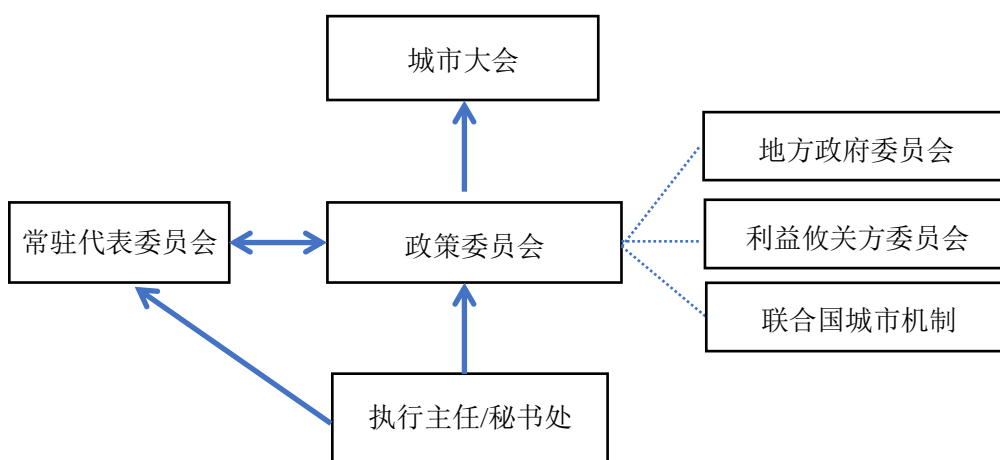 城市大会
地方政府委员会
常驻代表委员会
政策委员会
利益攸关方委员会
联合国城市机制
执行主任/秘书处